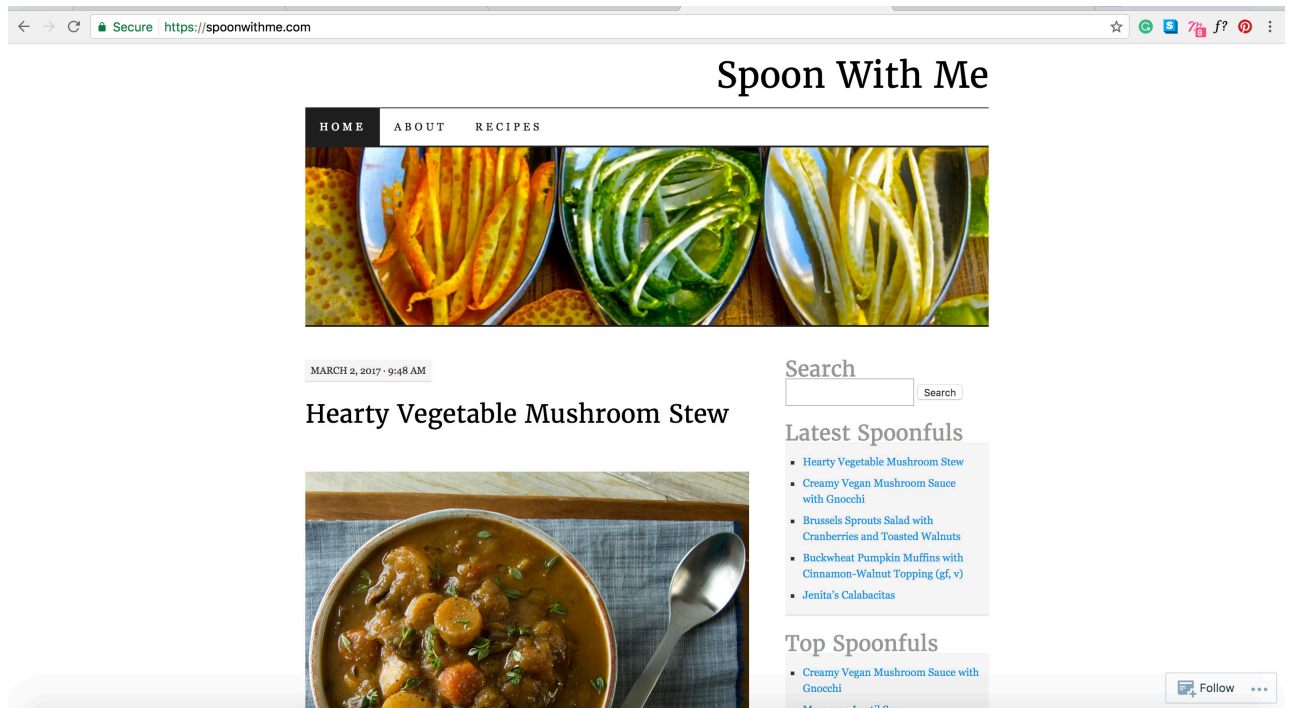 Secure https://spoonwithme.com
Spoon With Me
HOME ABOUT RECIPES
MARCH 2, 2017 · 9:48 AM
Hearty Vegetable Mushroom Stew
Search
Search
Latest Spoonfuls
Hearty Vegetable Mushroom Stew
Creamy Vegan Mushroom Sauce
with Gnocchi
Brussels Sprouts Salad with
Cranberries and Toasted Walnuts
Buckwheat Pumpkin Muffins with
Cinnamon-Walnut Topping (gf, v)
Jenita's Calabacitas
Top Spoonfuls
Creamy Vegan Mushroom Sauce with
Gnocchi
Follow